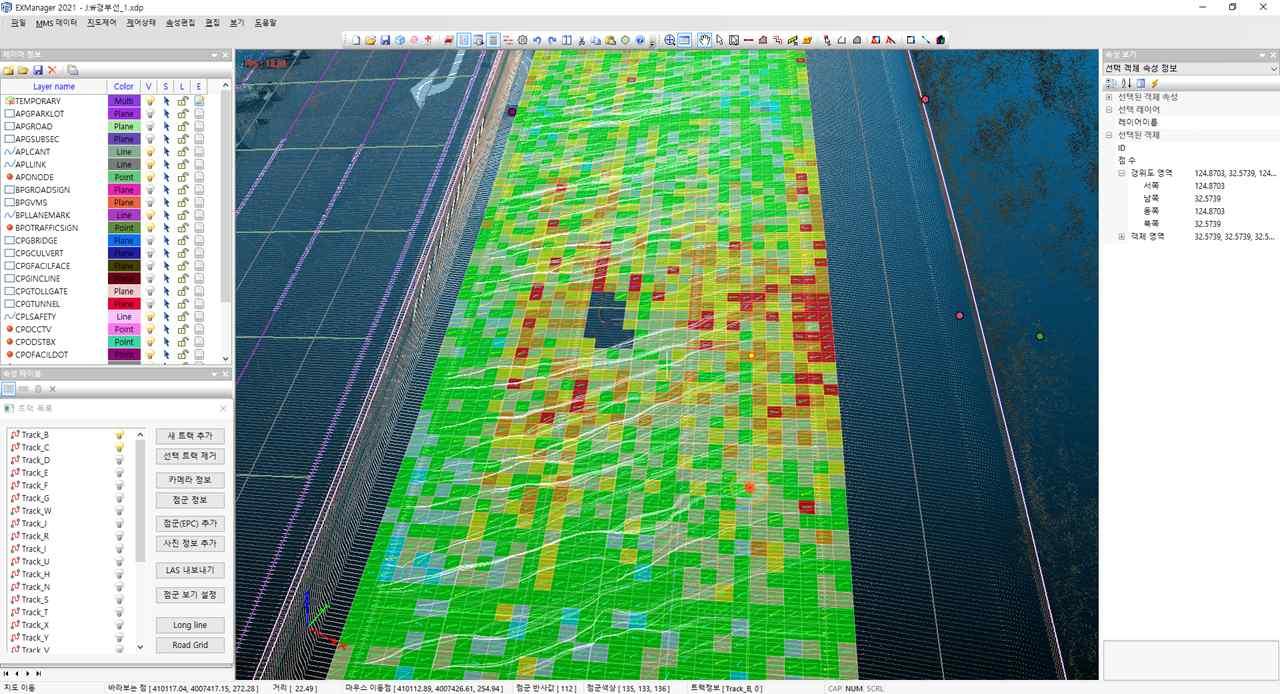 EXManager 2021 - J:₩경부선_1.xdp
파일 MMS 데이터 지도제어 제어상태 속성편집 편집 보기 도움말
레이어 정보
Layer name Color V S L E
TEMPORARY Multi
APGPARKLOT Plane
APGROAD Plane
APGSUBSEC Plane
APLCANT Line
APLLINK Line
APONODE Point
BPGROADSIGN Plane
BPGVMS Plane
BPLLANEMARK Line
BPOTRAFFICSIGN Point
CPGBRIDGE Plane
CPGCULVERT Plane
CPGFACILFACE Plane
CPGINCLINE Plane
CPGTOLLGATE Plane
CPGTUNNEL Plane
CPLSAFETY Line
CPOCCTV Point
CPODSTBX Point
CPOFACILDOT Point
속성 테이블
트랙 목록
Track_B
Track_C
Track_D
Track_E
Track_F
Track_G
Track_W
Track_J
Track_R
Track_I
Track_U
Track_H
Track_N
Track_S
Track_T
Track_X
Track_Y
Track_V
새 트랙 추가
선택 트랙 제거
카메라 정보
점군 정보
점군(EPC) 추가
사진 정보 추가
LAS 내보내기
점군 보기 설정
Long line
Road Grid
속성 보기
선택 객체 속성 정보
선택된 객체 속성
선택 레이어
레이어이름
선택된 객체
ID
점 수
경위도 영역 124.8703, 32.5739, 124...
서쪽 124.8703
남쪽 32.5739
동쪽 124.8703
북쪽 32.5739
객체 영역 32.5739, 32.5739, 32.5...
지도 이동 바라보는 점 [ 410117.04, 4007417.15, 272.28 ] 거리 [ 22.49 ] 마우스 이동점 [ 410112.89, 4007426.61, 254.94 ] 점군 반사값 [ 112 ] 점군색상 [ 135, 133, 136 ] 트랙정보 [ Track_B, 0 ] CAP NUM SCRL